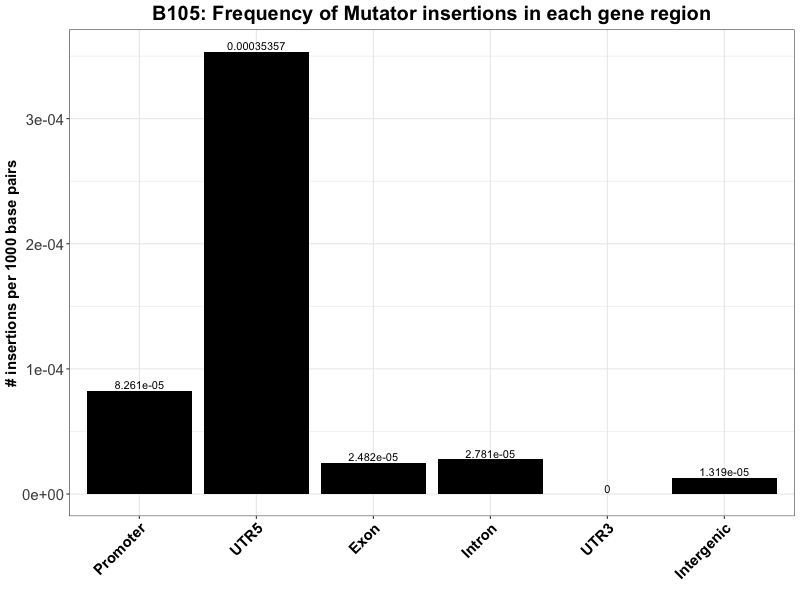 B105: Frequency of Mutator insertions in each gene region
# insertions per 1000 base pairs
3e-04
2e-04
1e-04
0e+00
8.261e-05
0.00035357
2.482e-05
2.781e-05
0
1.319e-05
Promoter
UTR5
Exon
Intron
UTR3
Intergenic